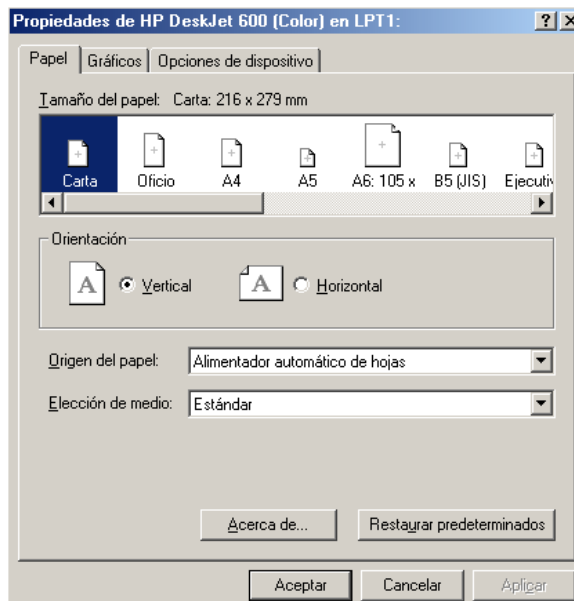 Propiedades de HP DeskJet 600 (Color) en LPT1:
Papel Gráficos Opciones de dispositivo
Tamaño del papel: Carta: 216 x 279 mm
Carta Oficio A4 A5 A6: 105 x B5 (JIS) Ejecutiv
Orientación
A Vertical A Horizontal
Origen del papel: Alimentador automático de hojas
Elección de medio: Estándar
Acerca de... Restaurar predeterminados
Aceptar Cancelar Aplicar